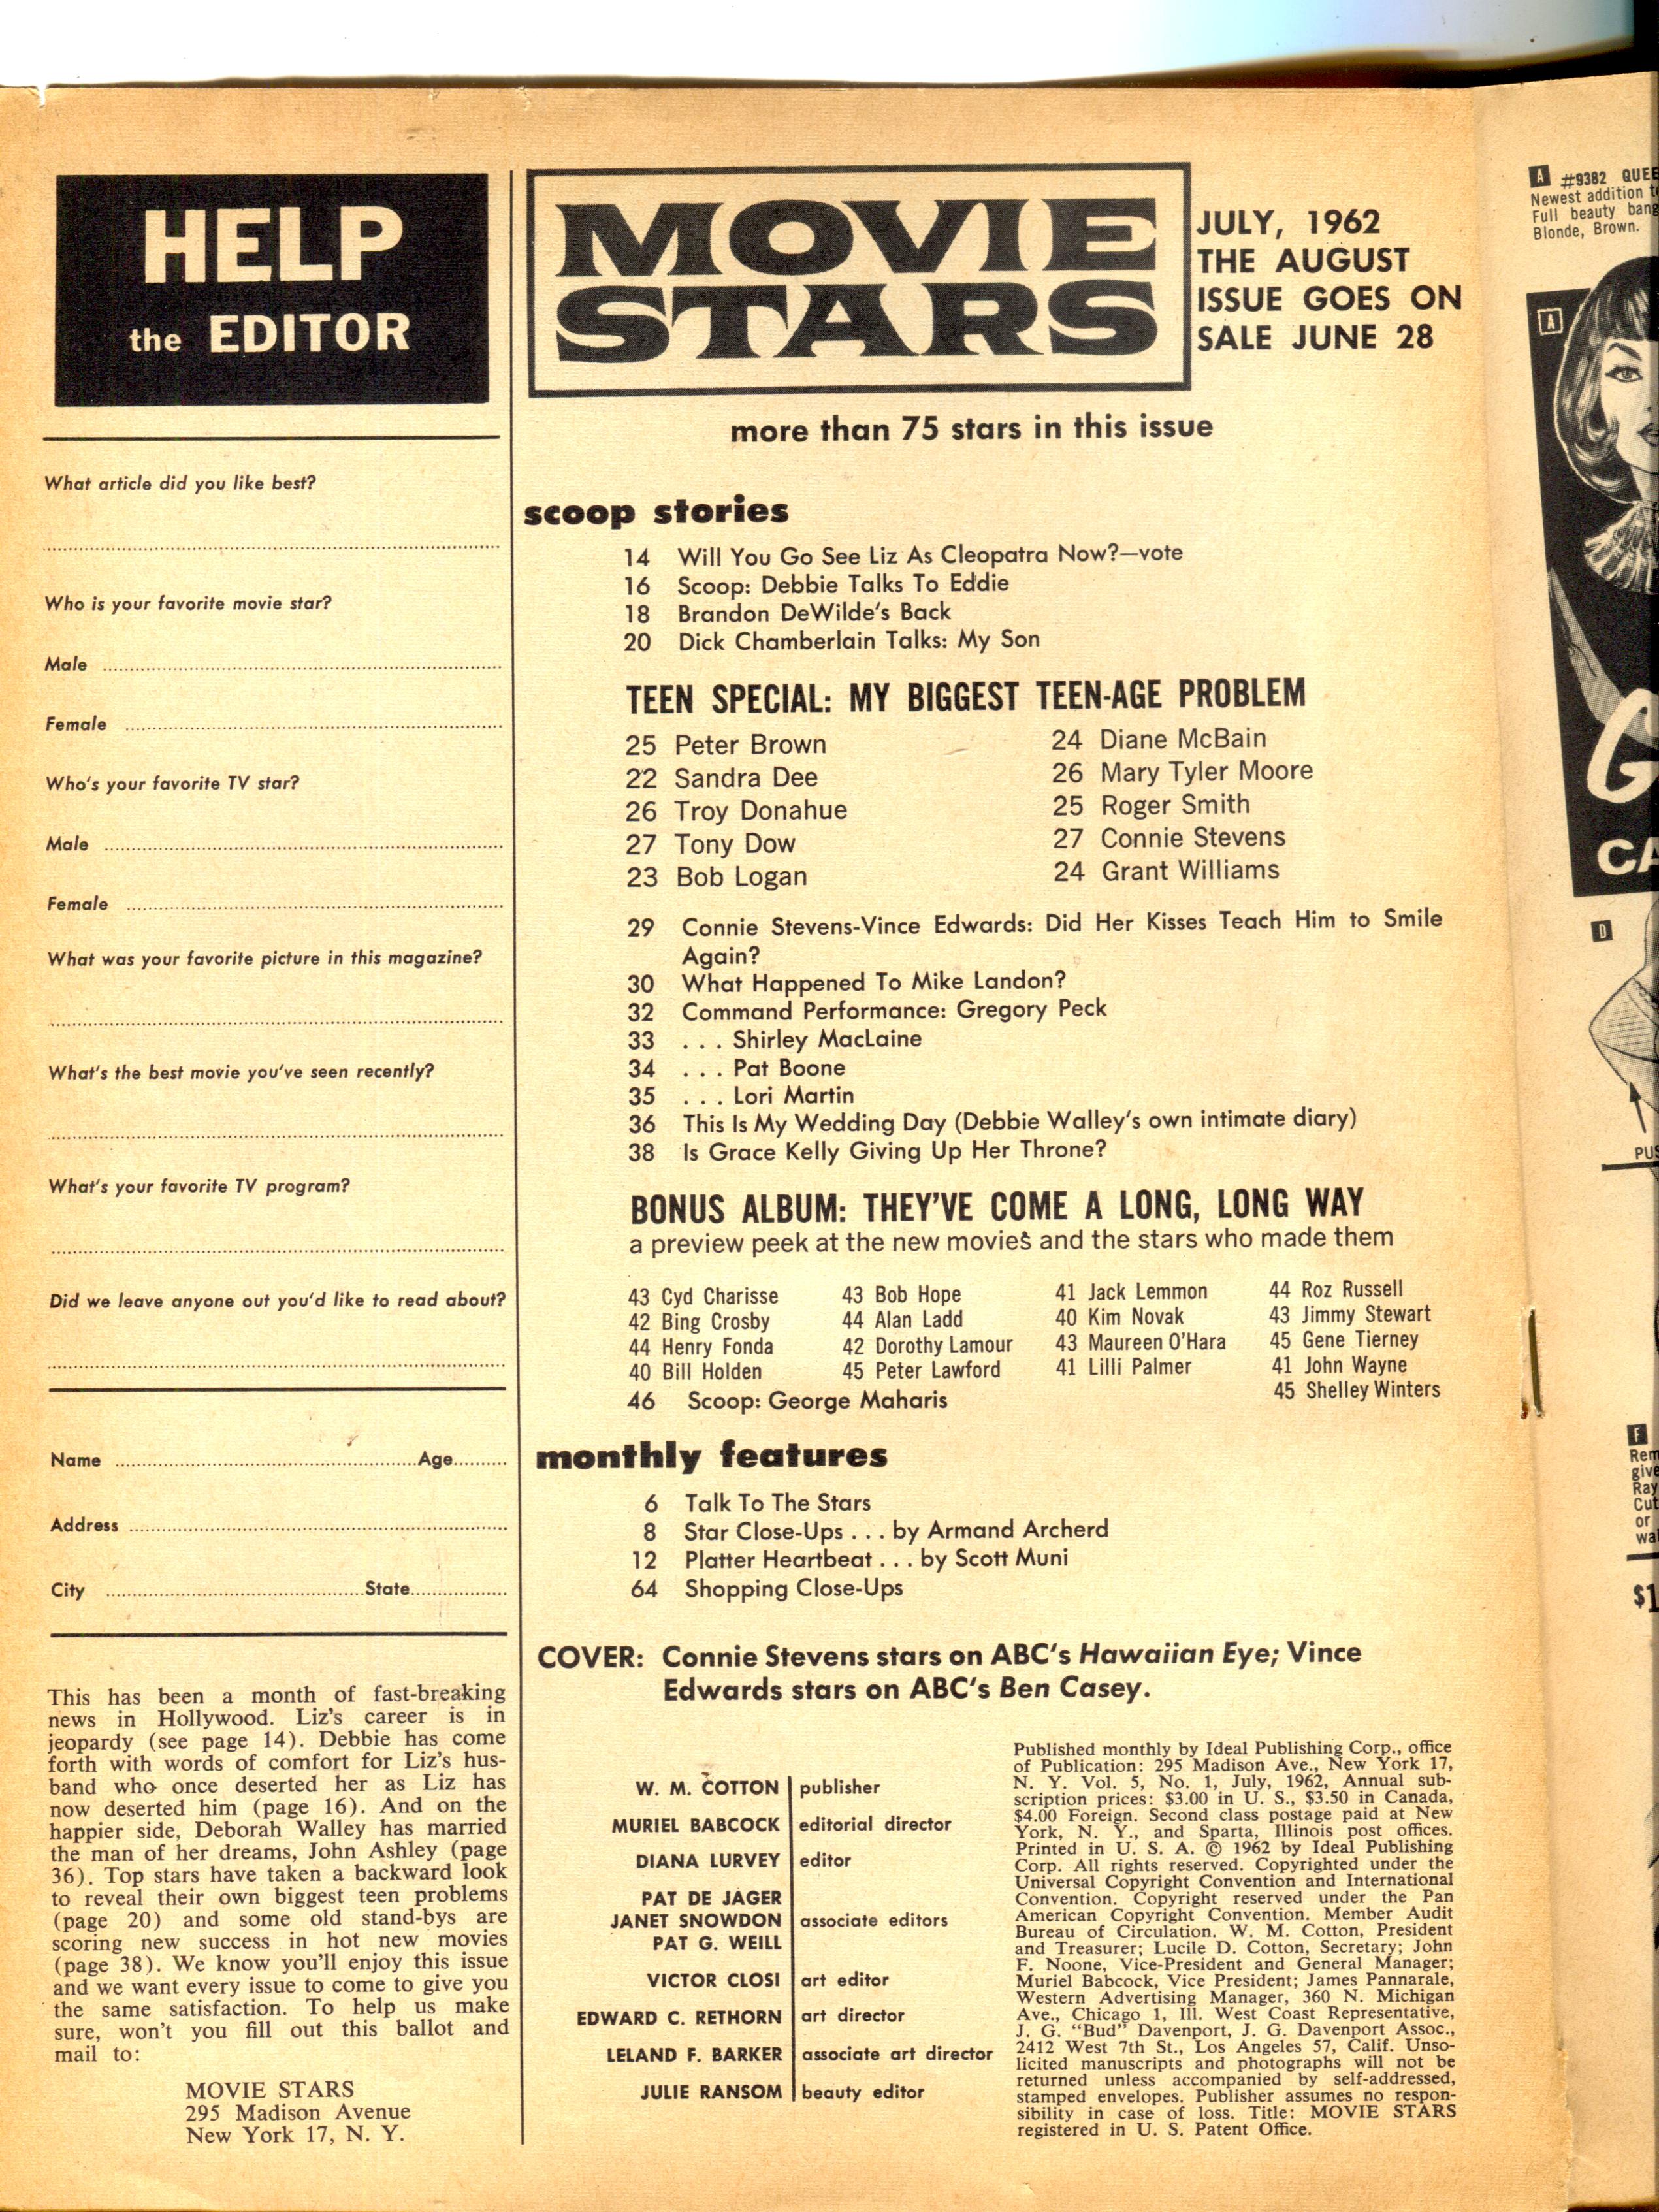 HELP
the EDITOR
What article did you like best?
Who is your favorite movie star?
Male
Female
Who's your favorite TV star?
Male
Female
What was your favorite picture in this magazine?
What's the best movie you've seen recently?
What's your favorite TV program?
Did we leave anyone out you'd like to read about?
Name Age
Address
City State
This has been a month of fast-breaking
news in Hollywood. Liz's career is in
jeopardy (see page 14). Debbie has come
forth with words of comfort for Liz's hus-
band who once deserted her as Liz has
now deserted him (page 16). And on the
happier side, Deborah Walley has married
the man of her dreams, John Ashley (page
36). Top stars have taken a backward look
to reveal their own biggest teen problems
(page 20) and some old stand-bys are
scoring new success in hot new movies
(page 38). We know you'll enjoy this issue
and we want every issue to come to give you
the same satisfaction. To help us make
sure, won't you fill out this ballot and
mail to:
MOVIE STARS
295 Madison Avenue
New York 17, N. Y.
MOVIE
STARS
JULY, 1962
THE AUGUST
ISSUE GOES ON
SALE JUNE 28
more than 75 stars in this issue
scoop stories
14 Will You Go See Liz As Cleopatra Now?—vote
16 Scoop: Debbie Talks To Eddie
18 Brandon DeWilde's Back
20 Dick Chamberlain Talks: My Son
TEEN SPECIAL: MY BIGGEST TEEN-AGE PROBLEM
25 Peter Brown
22 Sandra Dee
26 Troy Donahue
27 Tony Dow
23 Bob Logan
24 Diane McBain
26 Mary Tyler Moore
25 Roger Smith
27 Connie Stevens
24 Grant Williams
29 Connie Stevens-Vince Edwards: Did Her Kisses Teach Him to Smile
Again?
30 What Happened To Mike Landon?
32 Command Performance: Gregory Peck
33 . . . Shirley MacLaine
34 . . . Pat Boone
35 . . . Lori Martin
36 This Is My Wedding Day (Debbie Walley's own intimate diary)
38 Is Grace Kelly Giving Up Her Throne?
BONUS ALBUM: THEY'VE COME A LONG, LONG WAY
a preview peek at the new movies and the stars who made them
43 Cyd Charisse
42 Bing Crosby
44 Henry Fonda
40 Bill Holden
43 Bob Hope
44 Alan Ladd
42 Dorothy Lamour
45 Peter Lawford
41 Jack Lemmon
40 Kim Novak
43 Maureen O'Hara
41 Lilli Palmer
44 Roz Russell
43 Jimmy Stewart
45 Gene Tierney
41 John Wayne
45 Shelley Winters
46 Scoop: George Maharis
monthly features
6 Talk To The Stars
8 Star Close-Ups . . . by Armand Archerd
12 Platter Heartbeat . . . by Scott Muni
64 Shopping Close-Ups
COVER: Connie Stevens stars on ABC's Hawaiian Eye; Vince
Edwards stars on ABC's Ben Casey.
W. M. COTTON publisher
MURIEL BABCOCK editorial director
DIANA LURVEY editor
PAT DE JAGER
JANET SNOWDON associate editors
PAT G. WEILL
VICTOR CLOSI art editor
EDWARD C. RETHORN art director
LELAND F. BARKER associate art director
JULIE RANSOM beauty editor
Published monthly by Ideal Publishing Corp., office
of Publication: 295 Madison Ave., New York 17,
N. Y. Vol. 5, No. 1, July, 1962, Annual sub-
scription prices: $3.00 in U. S., $3.50 in Canada,
$4.00 Foreign. Second class postage paid at New
York, N. Y., and Sparta, Illinois post offices.
Printed in U. S. A. © 1962 by Ideal Publishing
Corp. All rights reserved. Copyrighted under the
Universal Copyright Convention and International
Convention. Copyright reserved under the Pan
American Copyright Convention. Member Audit
Bureau of Circulation. W. M. Cotton, President
and Treasurer; Lucile D. Cotton, Secretary; John
F. Noone, Vice-President and General Manager;
Muriel Babcock, Vice President; James Pannarale,
Western Advertising Manager, 360 N. Michigan
Ave., Chicago 1, Ill. West Coast Representative,
J. G. "Bud" Davenport, J. G. Davenport Assoc.,
2412 West 7th St., Los Angeles 57, Calif. Unso-
licited manuscripts and photographs will not be
returned unless accompanied by self-addressed,
stamped envelopes. Publisher assumes no respon-
sibility in case of loss. Title: MOVIE STARS
registered in U. S. Patent Office.
A #9382
Newest addition
Full beauty
Blonde, Brown.
A
D
F
or